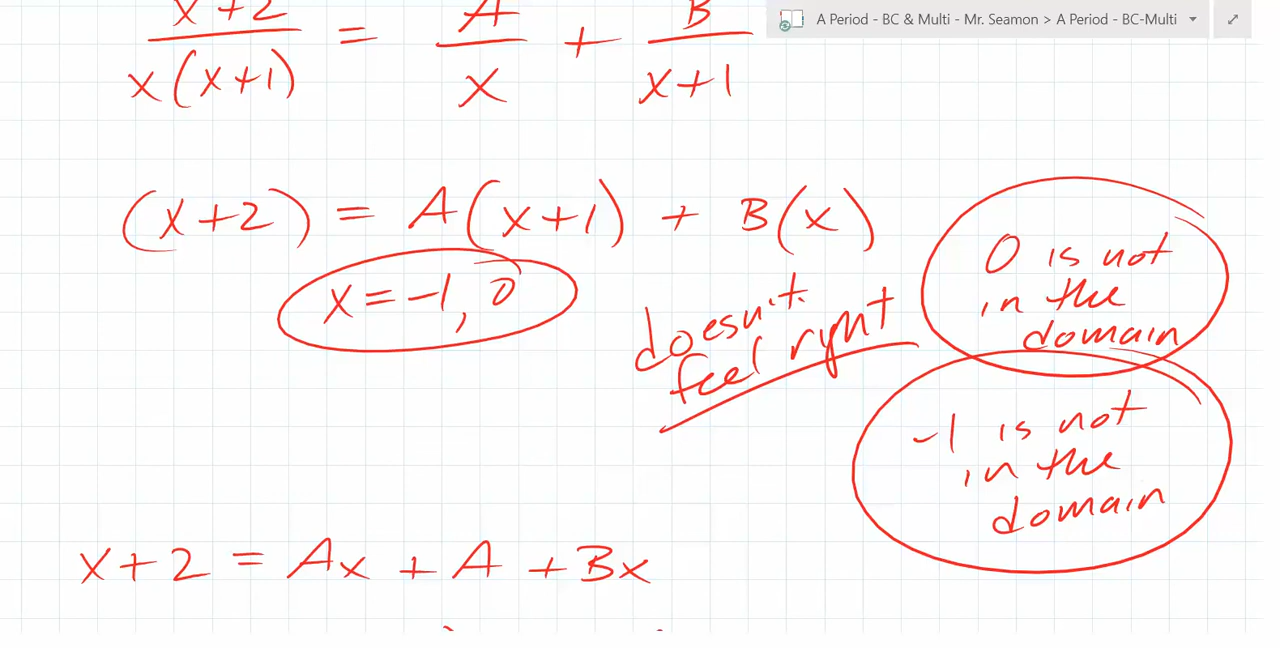 A Period - BC & Multi - Mr. Seamon > A Period - BC-Multi
x+2 / x(x+1) = A / x + B / x+1
(x+2) = A(x+1) + B(x)
x = -1, 0
doesn't
feel right
0 is not
in the
domain
-1 is not
in the
domain
x+2 = Ax + A + Bx